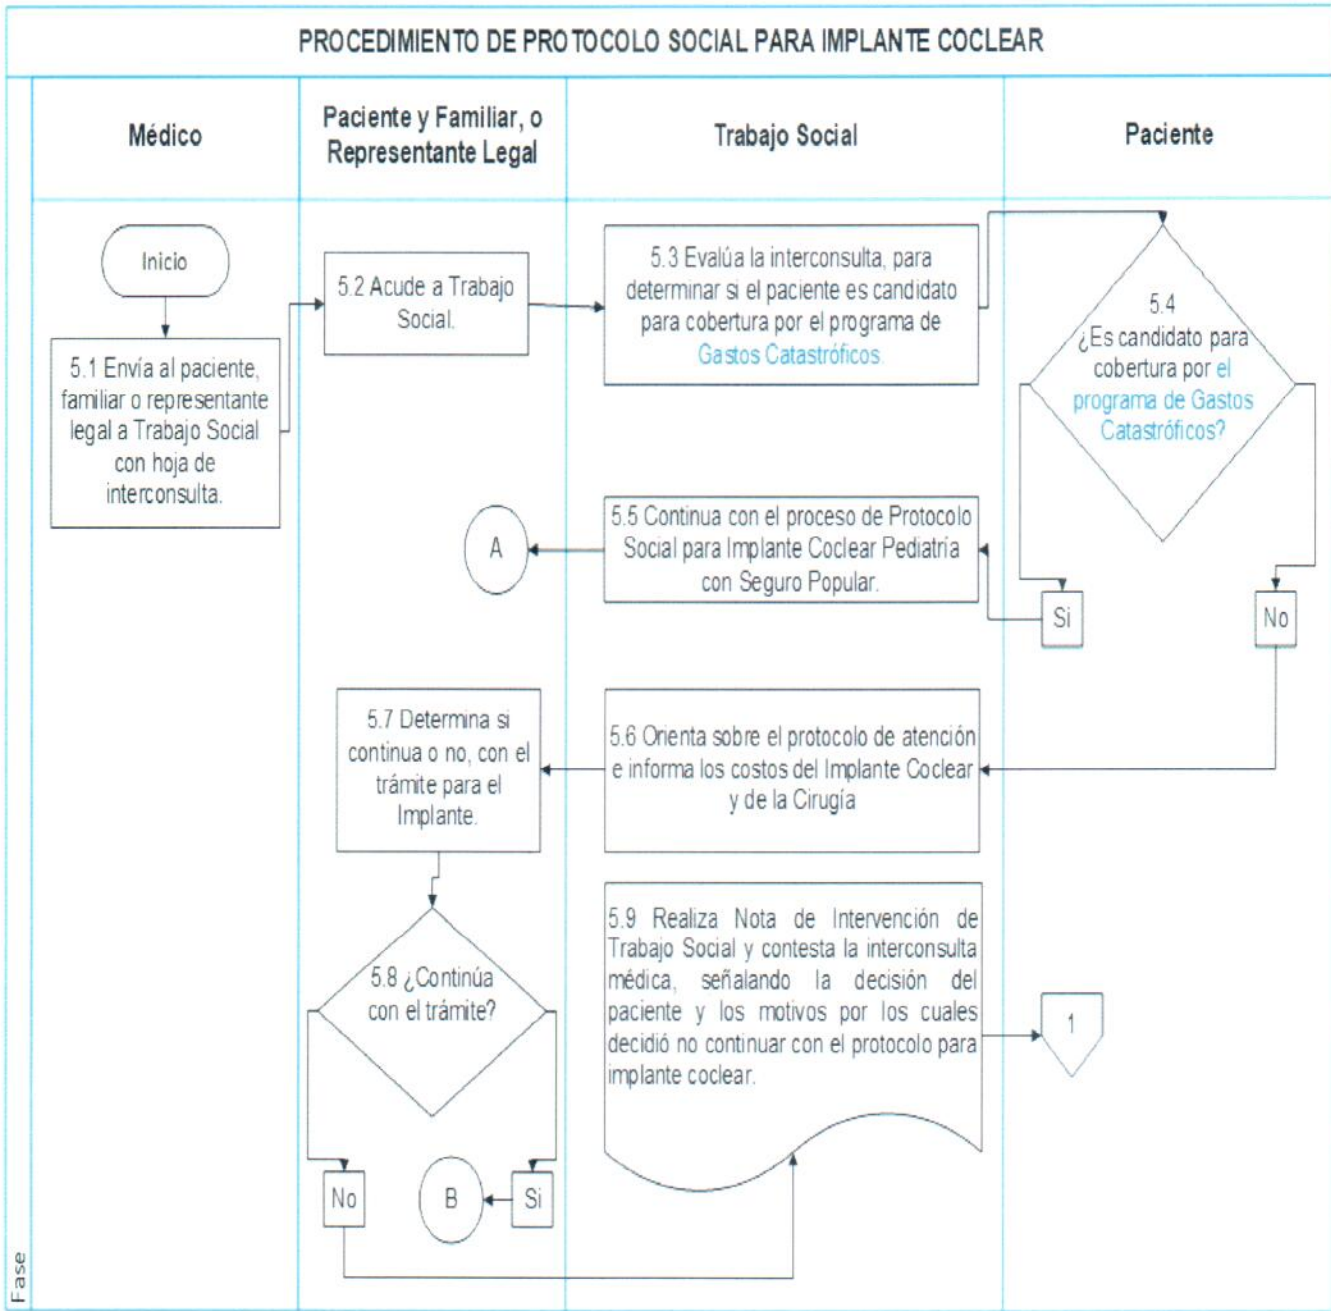 PROCEDIMIENTO DE PROTOCOLO SOCIAL PARA IMPLANTE COCLEAR
Médico
Paciente y Familiar, o
Representante Legal
Trabajo Social
Paciente
Inicio
5.1 Envía al paciente,
familiar o representante
legal a Trabajo Social
con hoja de
interconsulta.
5.2 Acude a Trabajo
Social.
5.3 Evalúa la interconsulta, para
determinar si el paciente es candidato
para cobertura por el programa de
Gastos Catastróficos.
5.4
¿Es candidato para
cobertura por el
programa de Gastos
Catastróficos?
Si
No
5.5 Continua con el proceso de Protocolo
Social para Implante Coclear Pediatría
con Seguro Popular.
A
5.6 Orienta sobre el protocolo de atención
e informa los costos del Implante Coclear
y de la Cirugía
5.7 Determina si
continua o no, con el
trámite para el
Implante.
5.8 ¿Continúa
con el trámite?
No
B
Si
5.9 Realiza Nota de Intervención de
Trabajo Social y contesta la interconsulta
médica, señalando la decisión del
paciente y los motivos por los cuales
decidió no continuar con el protocolo para
implante coclear.
1
Fase